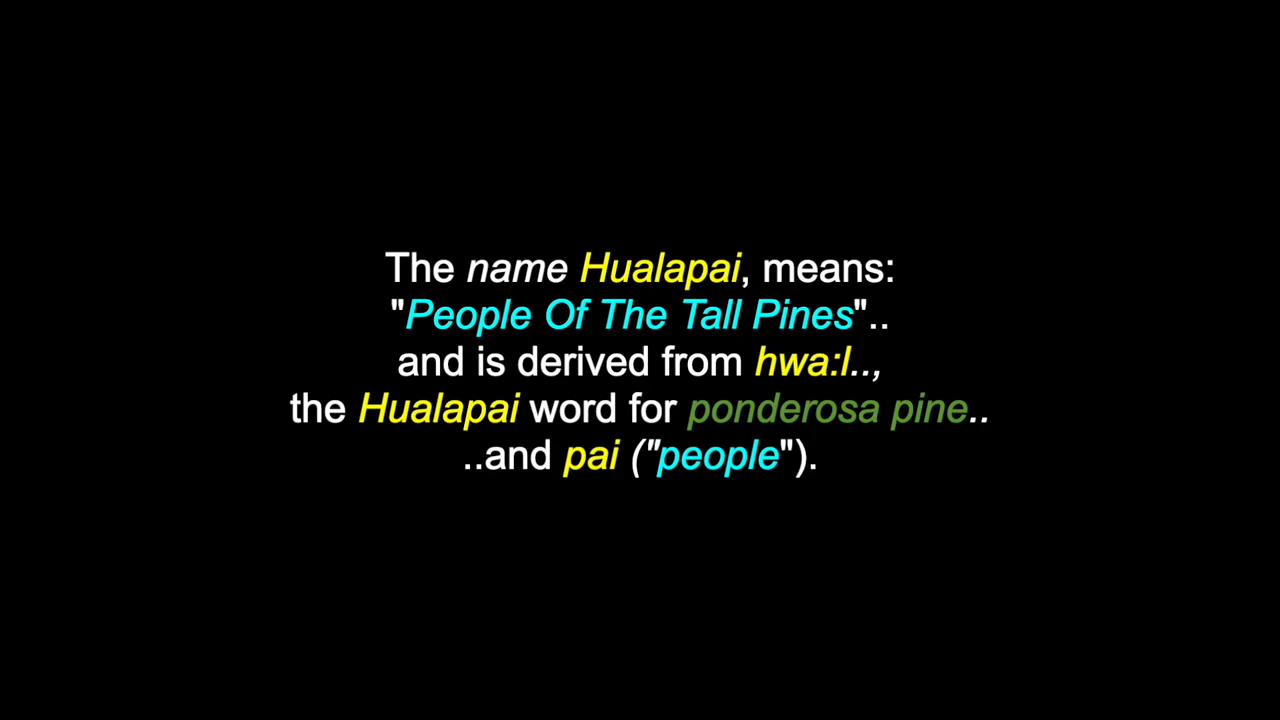 The name Hualapai, means:
"People Of The Tall Pines"..
and is derived from hwa:l..,
the Hualapai word for ponderosa pine..
..and pai ("people").